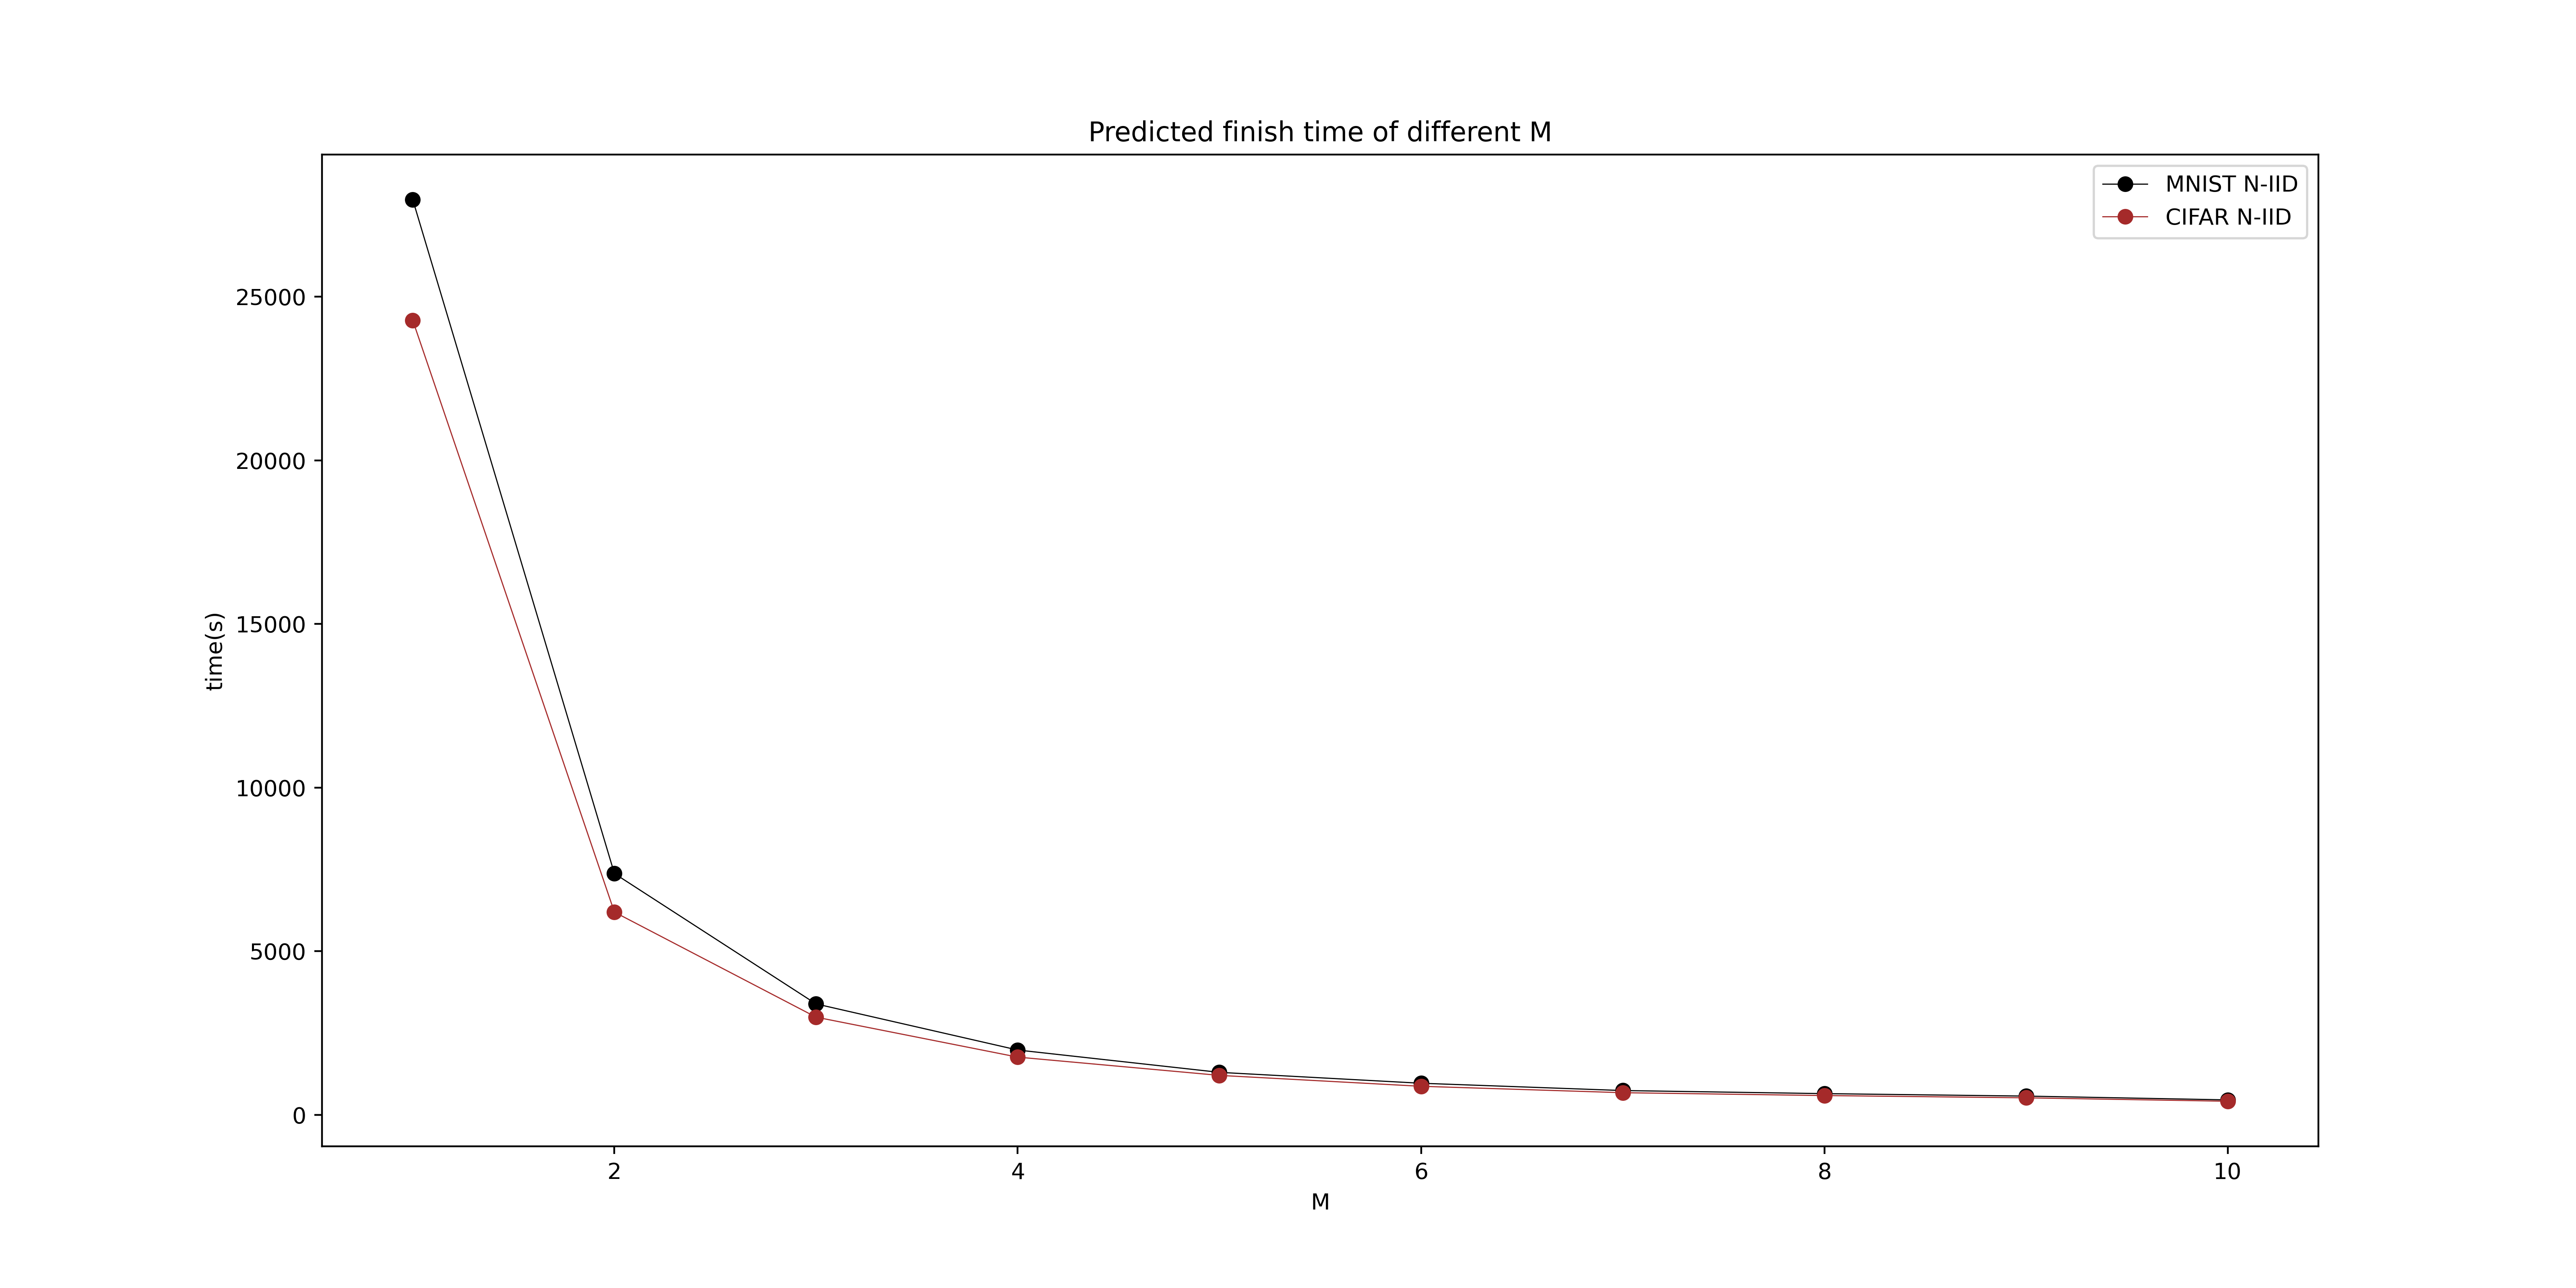 Predicted finish time of different M
MNIST N-IID
CIFAR N-IID
25000
20000
15000
10000
5000
0
time(s)
2 4 6 8 10
M